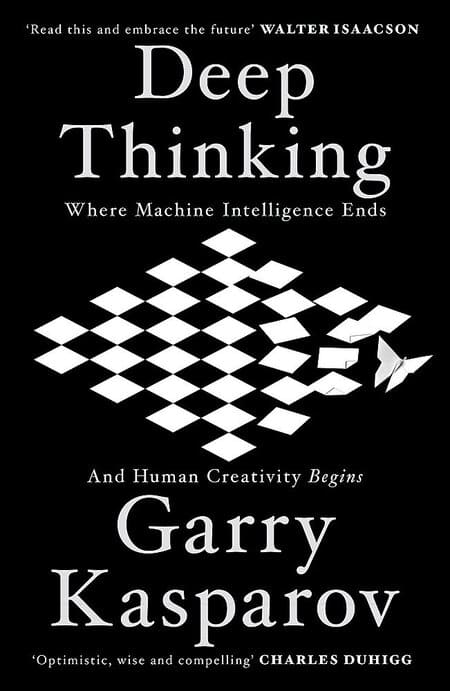 ‘Read this and embrace the future’ WALTER ISAACSON
Deep
Thinking
Where Machine Intelligence Ends
And Human Creativity Begins
Garry
Kasparov
‘Optimistic, wise and compelling’ CHARLES DUHIGG